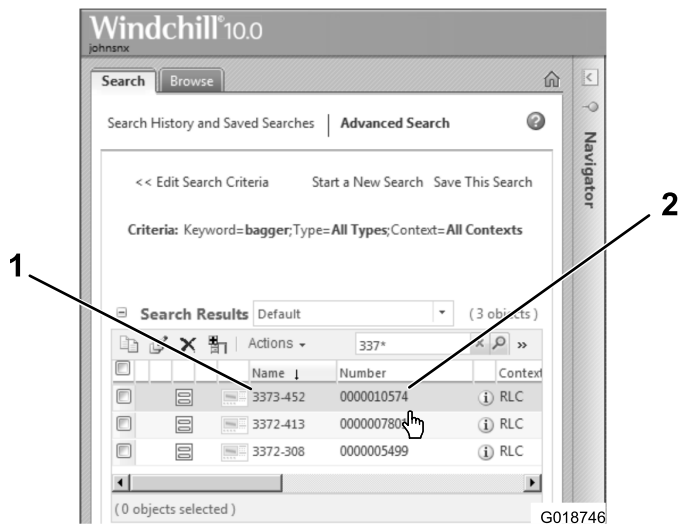 Windchill® 10.0
johnsnx
Search Browse
Search History and Saved Searches | Advanced Search
<< Edit Search Criteria Start a New Search Save This Search
Criteria: Keyword=bagger;Type=All Types;Context=All Contexts
Navigator
2
1
Search Results Default (3 objects)
Actions 337* »
Name ↓ Number Context
3373-452 0000010574 RLC
3372-413 000000780 RLC
3372-308 0000005499 RLC
(0 objects selected)
G018746